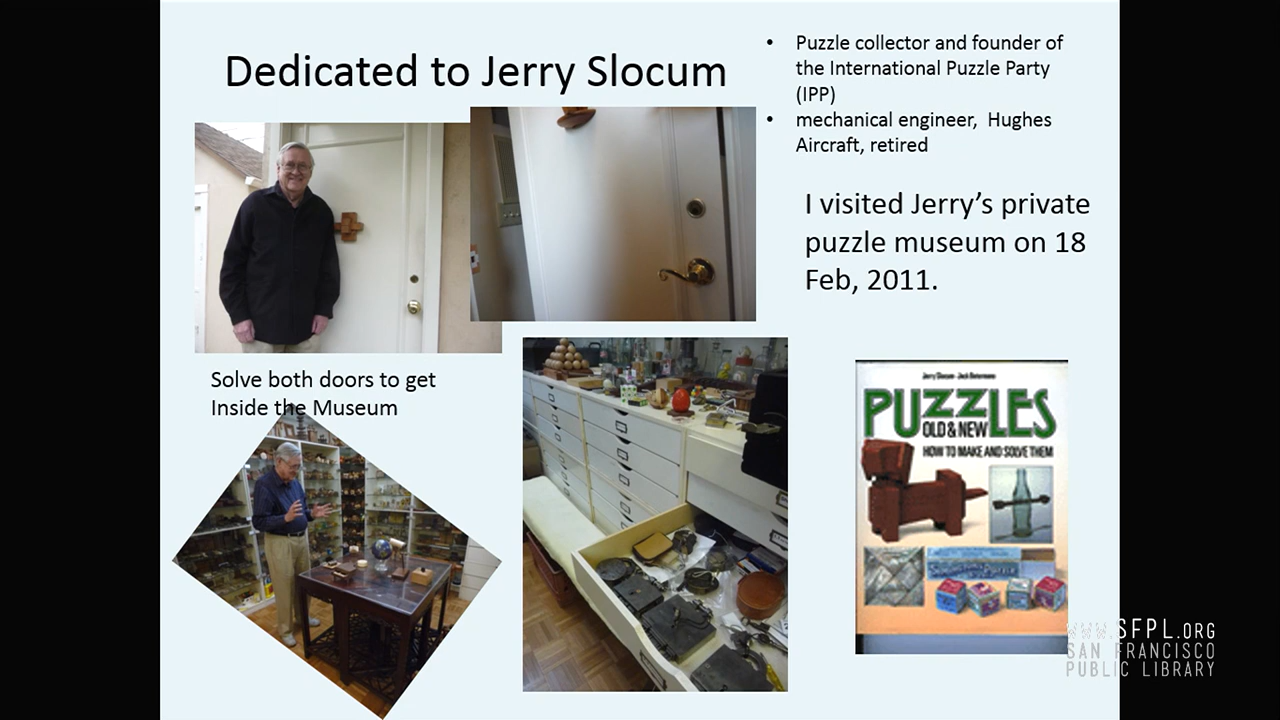 Dedicated to Jerry Slocum
• Puzzle collector and founder of
the International Puzzle Party
(IPP)
• mechanical engineer, Hughes
Aircraft, retired
I visited Jerry’s private
puzzle museum on 18
Feb, 2011.
Solve both doors to get
Inside the Museum
Jerry Slocum Jack Botermans
PUZZLES
OLD & NEW
HOW TO MAKE AND SOLVE THEM
WWW.SFPL.ORG
SAN FRANCISCO
PUBLIC LIBRARY